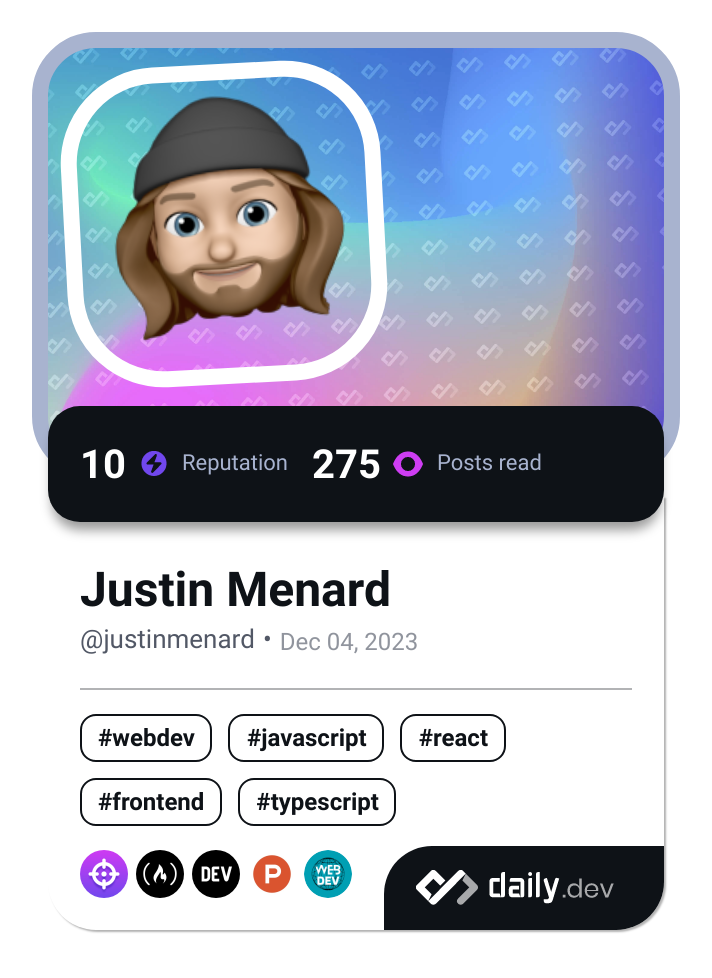 10 Reputation 275 Posts read
Justin Menard
@justinmenard • Dec 04, 2023
#webdev #javascript #react
#frontend #typescript
DEV P WEB DEV
daily.dev